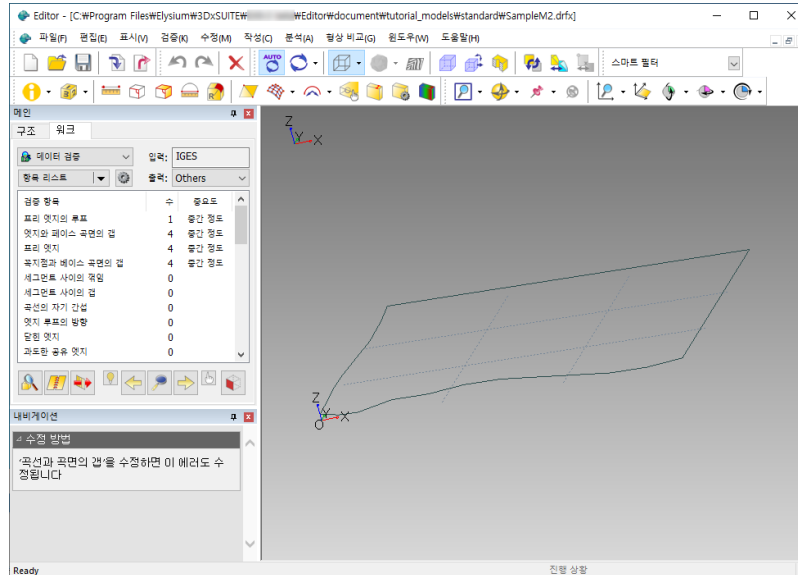 Editor - [C:₩Program Files₩Elysium₩3DxSUITE₩ ₩Editor₩document₩tutorial_models₩standard₩SampleM2.drfx]
파일(F) 편집(E) 표시(V) 검증(K) 수정(M) 작성(C) 분석(A) 형상 비교(G) 윈도우(W) 도움말(H)
AUTO 스마트 필터
메인
구조 워크
데이터 검증 입력: IGES
항목 리스트 출력: Others
검증 항목 수 중요도
프리 엣지의 루프 1 중간 정도
엣지와 페이스 곡면의 갭 4 중간 정도
프리 엣지 4 중간 정도
꼭지점과 베이스 곡면의 갭 4 중간 정도
세그먼트 사이의 꺾임 0
세그먼트 사이의 갭 0
곡선의 자기 간섭 0
엣지 루프의 방향 0
닫힌 엣지 0
과도한 공유 엣지 0
내비게이션
수정 방법
'곡선과 곡면의 갭'을 수정하면 이 에러도 수
정됩니다
Z
Y
X
Z
Y
X
O
Ready 진행 상황